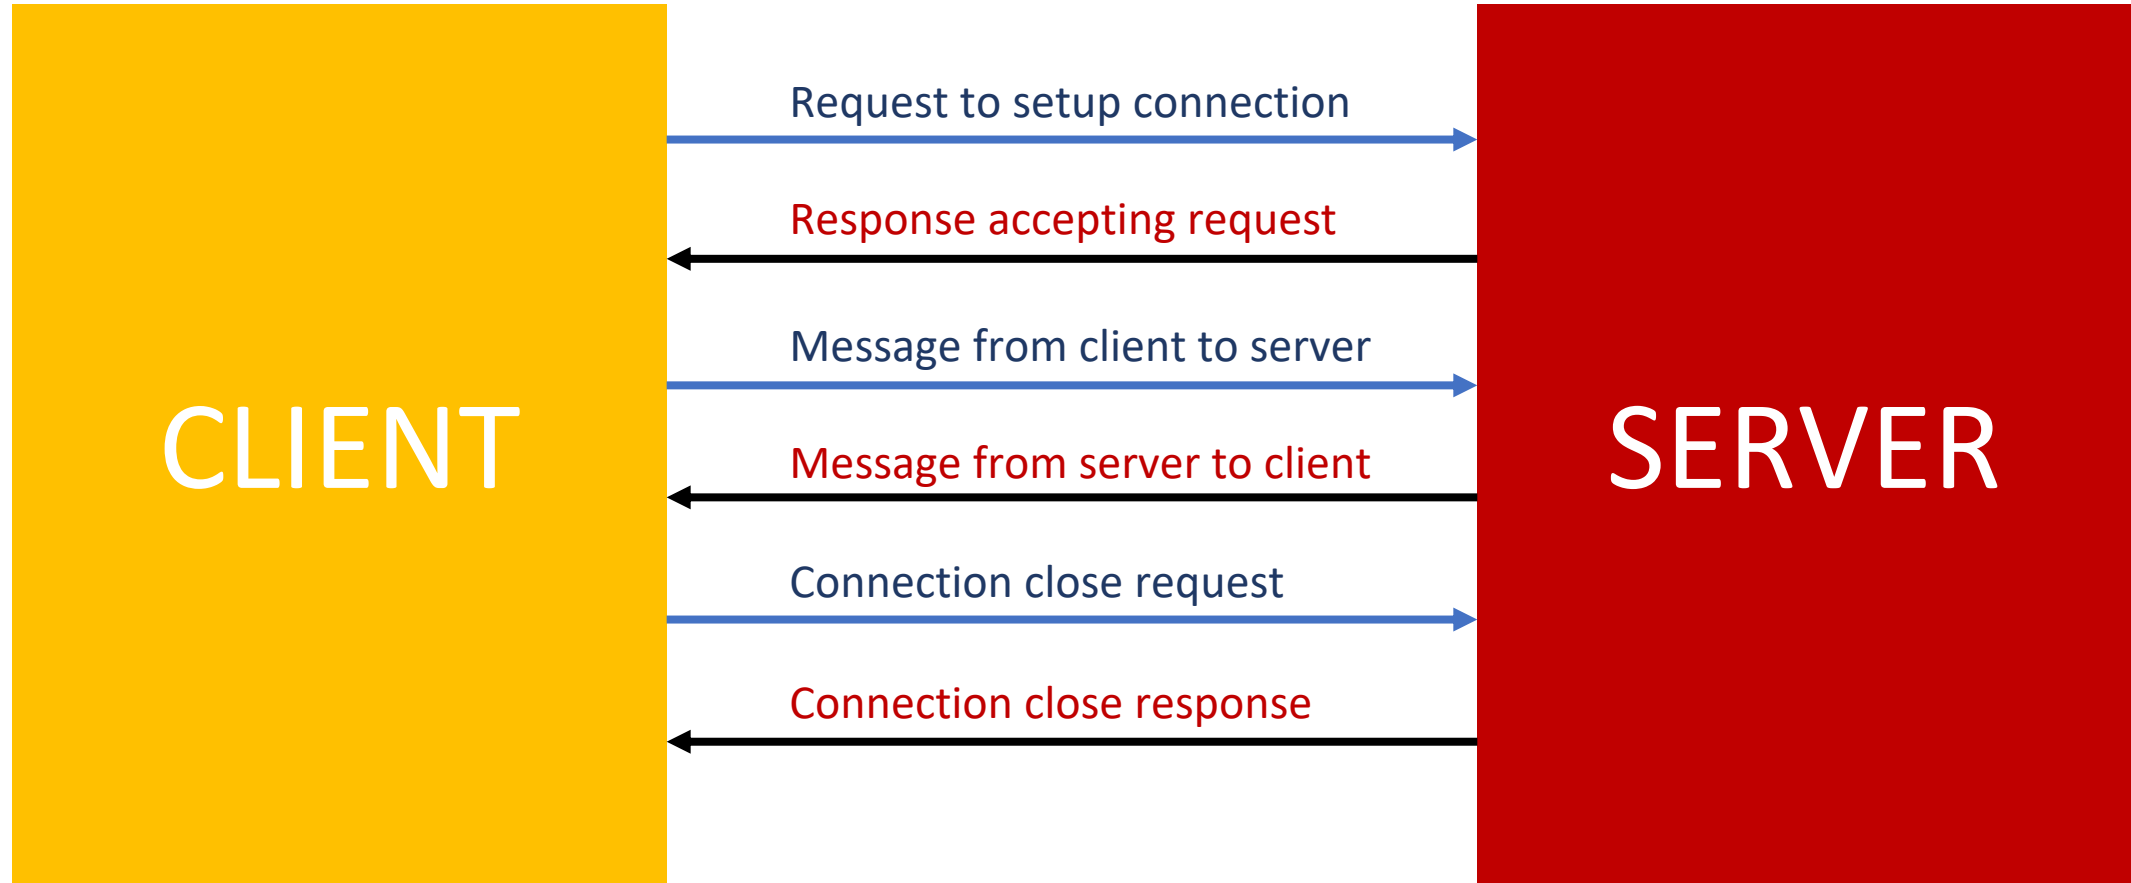 Request to setup connection
Response accepting request
Message from client to server
CLIENT
SERVER
Message from server to client
Connection close request
Connection close response